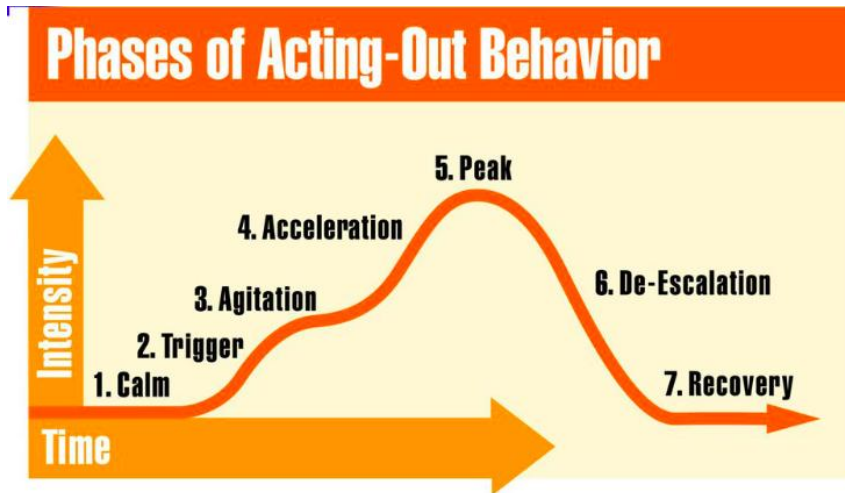 Phases of Acting-Out Behavior
5. Peak
4. Acceleration
6. De-Escalation
3. Agitation
2. Trigger
1. Calm
7. Recovery
Intensity
Time